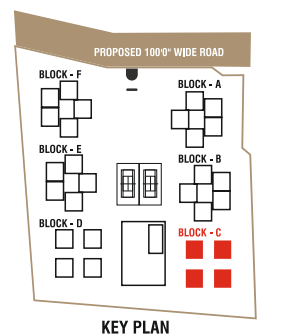 PROPOSED 100'0" WIDE ROAD
BLOCK - F
BLOCK - A
BLOCK - E
BLOCK - B
BLOCK - D
BLOCK - C
KEY PLAN